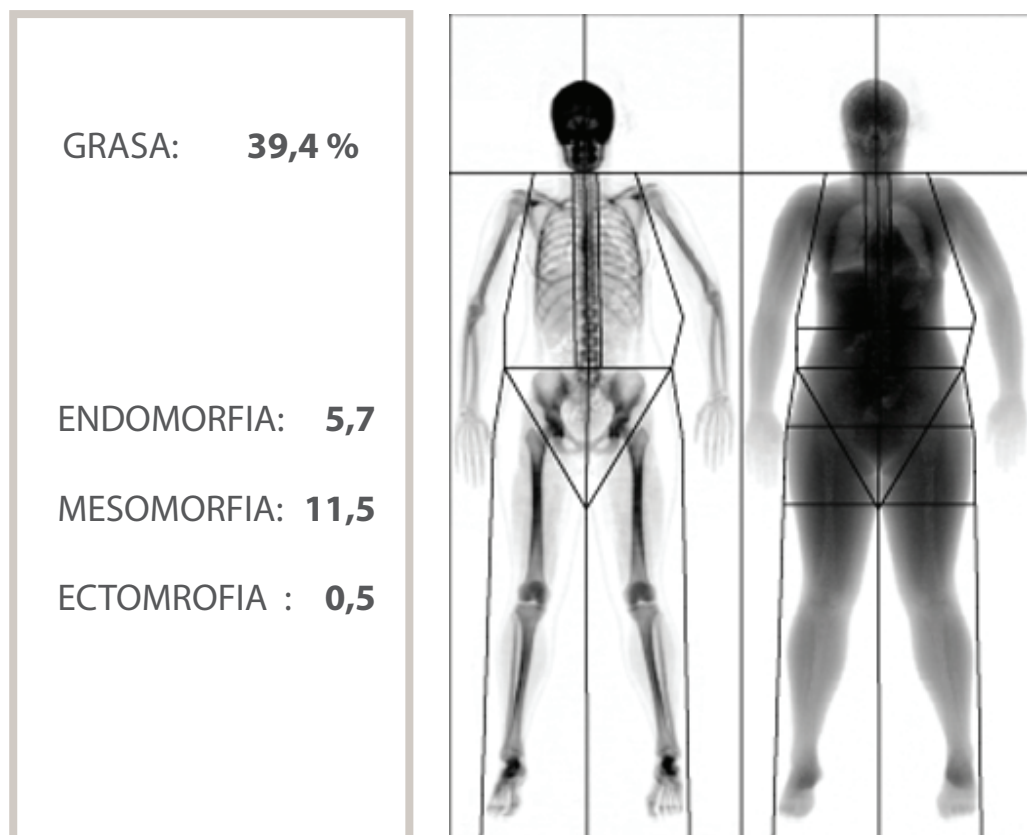 GRASA: 39,4 %
ENDOMORFIA: 5,7
MESOMORFIA: 11,5
ECTOMROFIA : 0,5